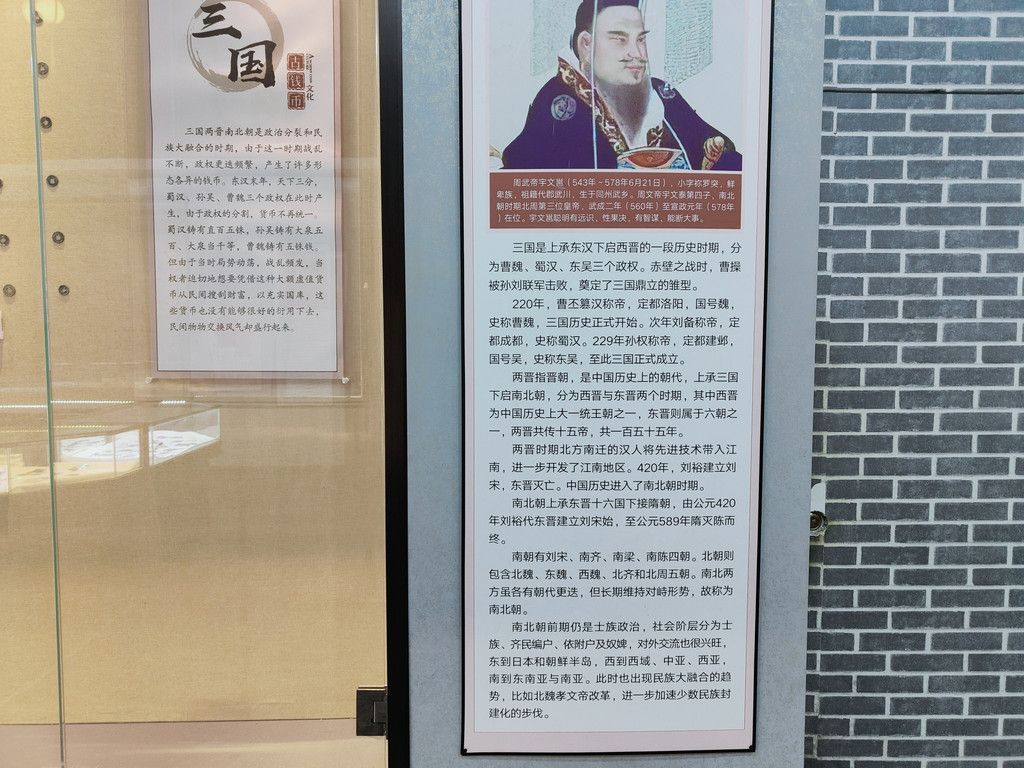 三国
古钱币
文化
三国两晋南北朝是政治分裂和民
族大融合的时期，由于这一时期战乱
不断，政权更迭频繁，产生了许多形
态各异的钱币。东汉末年，天下三分，
蜀汉、孙吴、曹魏三个政权在此时产
生，由于政权的分割，货币不再统一。
蜀汉铸有直百五铢，孙吴铸有大泉五
百、大泉当千等，曹魏铸有五铢钱。
但由于当时局势动荡，战乱频发，当
权者迫切地想要凭借这种大额虚值货
币从民间搜刮财富，以充实国库，这
些货币也没有能够很好的衍用下去，
民间物物交换风气却盛行起来。
周武帝宇文邕（543年－578年6月21日），小字祢罗突，鲜
卑族，祖籍代郡武川，生于同州武乡。周文帝宇文泰第四子，南北
朝时期北周第三位皇帝，武成二年（560年）至宣政元年（578年
）在位。宇文邕聪明有远识，性果决，有智谋、能断大事。
三国是上承东汉下启西晋的一段历史时期，分
为曹魏、蜀汉、东吴三个政权。赤壁之战时，曹操
被孙刘联军击败，奠定了三国鼎立的雏型。
220年，曹丕篡汉称帝，定都洛阳，国号魏，
史称曹魏，三国历史正式开始。次年刘备称帝，定
都成都，史称蜀汉。229年孙权称帝，定都建邺，
国号吴，史称东吴，至此三国正式成立。
两晋指晋朝，是中国历史上的朝代，上承三国
下启南北朝，分为西晋与东晋两个时期，其中西晋
为中国历史上大一统王朝之一，东晋则属于六朝之
一，两晋共传十五帝，共一百五十五年。
两晋时期北方南迁的汉人将先进技术带入江
南，进一步开发了江南地区。420年，刘裕建立刘
宋，东晋灭亡。中国历史进入了南北朝时期。
南北朝上承东晋十六国下接隋朝，由公元420
年刘裕代东晋建立刘宋始，至公元589年隋灭陈而
终。
南朝有刘宋、南齐、南梁、南陈四朝。北朝则
包含北魏、东魏、西魏、北齐和北周五朝。南北两
方虽各有朝代更迭，但长期维持对峙形势，故称为
南北朝。
南北朝前期仍是士族政治，社会阶层分为士
族、齐民编户、依附户及奴婢，对外交流也很兴旺，
东到日本和朝鲜半岛，西到西域、中亚、西亚，
南到东南亚与南亚。此时也出现民族大融合的趋
势，比如北魏孝文帝改革，进一步加速少数民族封
建化的步伐。